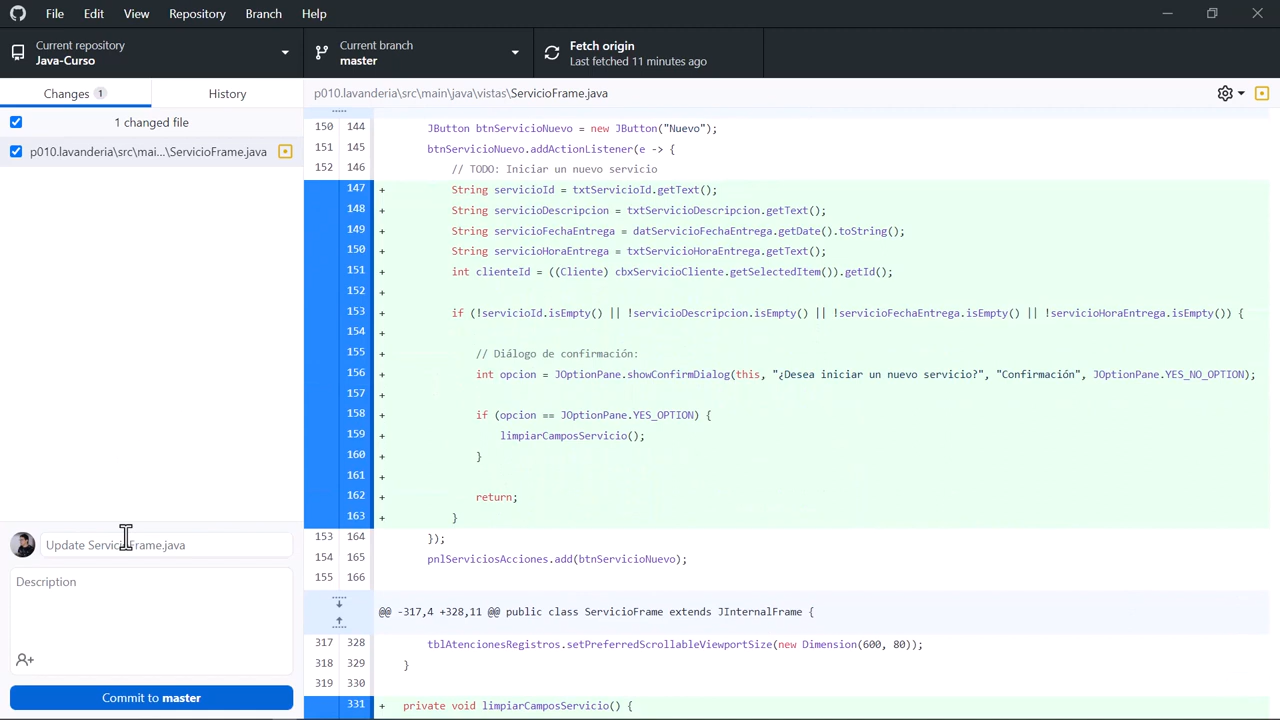 File Edit View Repository Branch Help
Current repository
Java-Curso
Current branch
master
Fetch origin
Last fetched 11 minutes ago
Changes 1
History
p010.lavanderia\src\main\java\vistas\ServicioFrame.java
1 changed file
p010.lavanderia\src\mai...\ServicioFrame.java
150 144 JButton btnServicioNuevo = new JButton("Nuevo");
151 145 btnServicioNuevo.addActionListener(e -> {
152 146 // TODO: Iniciar un nuevo servicio
147 + String servicioId = txtServicioId.getText();
148 + String servicioDescripcion = txtServicioDescripcion.getText();
149 + String servicioFechaEntrega = datServicioFechaEntrega.getDate().toString();
150 + String servicioHoraEntrega = txtServicioHoraEntrega.getText();
151 + int clienteId = ((Cliente) cbxServicioCliente.getSelectedItem()).getId();
152 +
153 + if (!servicioId.isEmpty() || !servicioDescripcion.isEmpty() || !servicioFechaEntrega.isEmpty() || !servicioHoraEntrega.isEmpty()) {
154 +
155 + // Diálogo de confirmación:
156 + int opcion = JOptionPane.showConfirmDialog(this, "¿Desea iniciar un nuevo servicio?", "Confirmación", JOptionPane.YES_NO_OPTION);
157 +
158 + if (opcion == JOptionPane.YES_OPTION) {
159 + limpiarCamposServicio();
160 + }
161 +
162 + return;
163 + }
153 164 });
154 165 pnlServiciosAcciones.add(btnServicioNuevo);
155 166
@@ -317,4 +328,11 @@ public class ServicioFrame extends JInternalFrame {
317 328 tblAtencionesRegistros.setPreferredScrollableViewportSize(new Dimension(600, 80));
318 329 }
319 330
331 + private void limpiarCamposServicio() {
Update ServicioFrame.java
Description
Commit to master